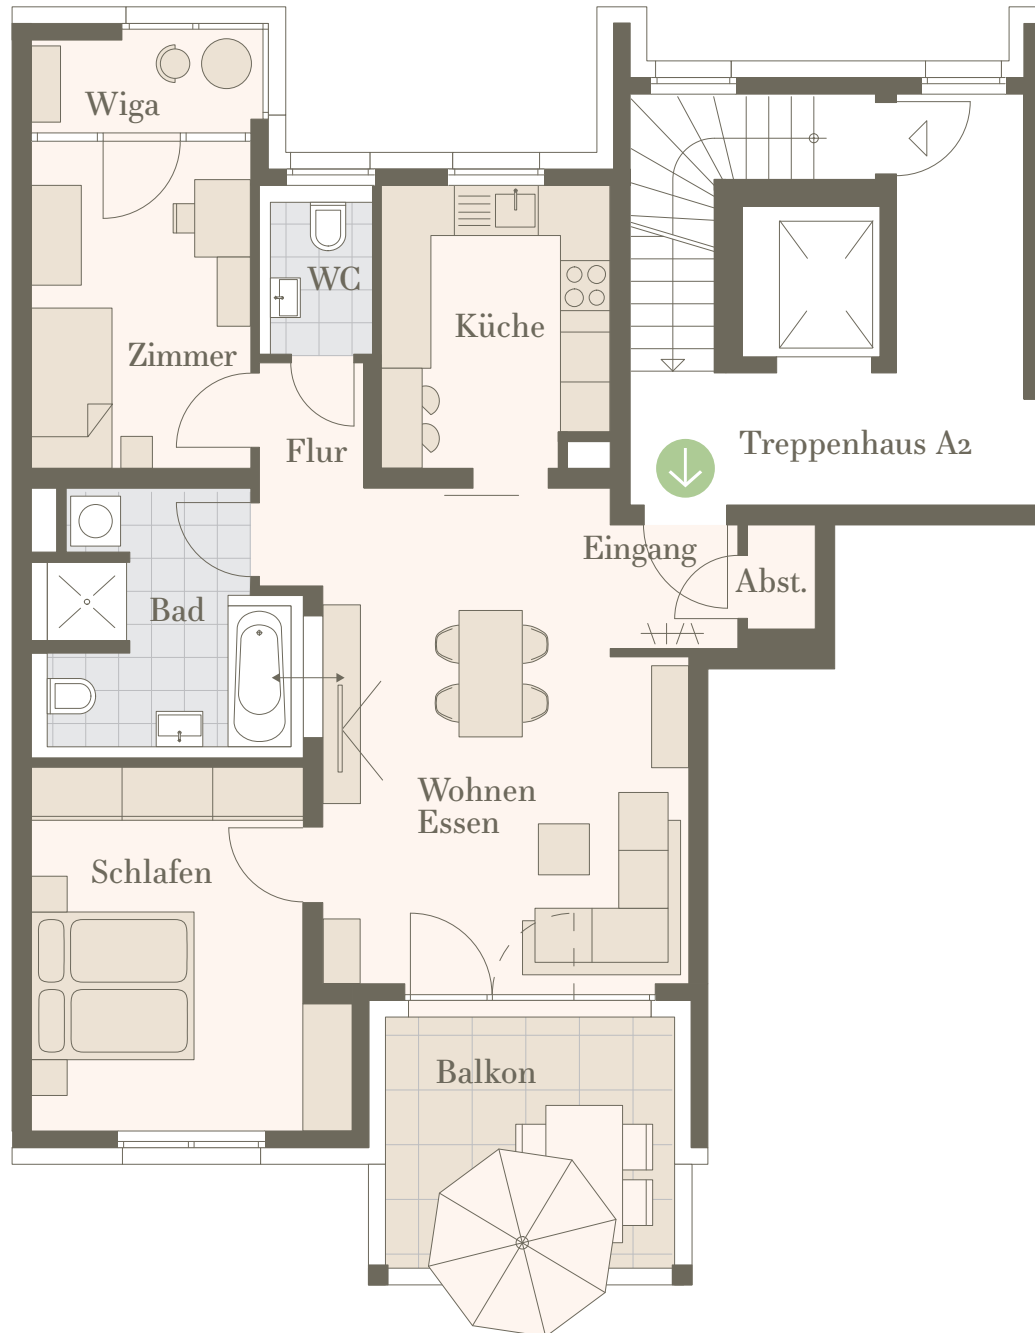 Wiga
WC
Küche
Zimmer
Flur
Treppenhaus A2
Eingang
Abst.
Bad
Wohnen
Essen
Schlafen
Balkon